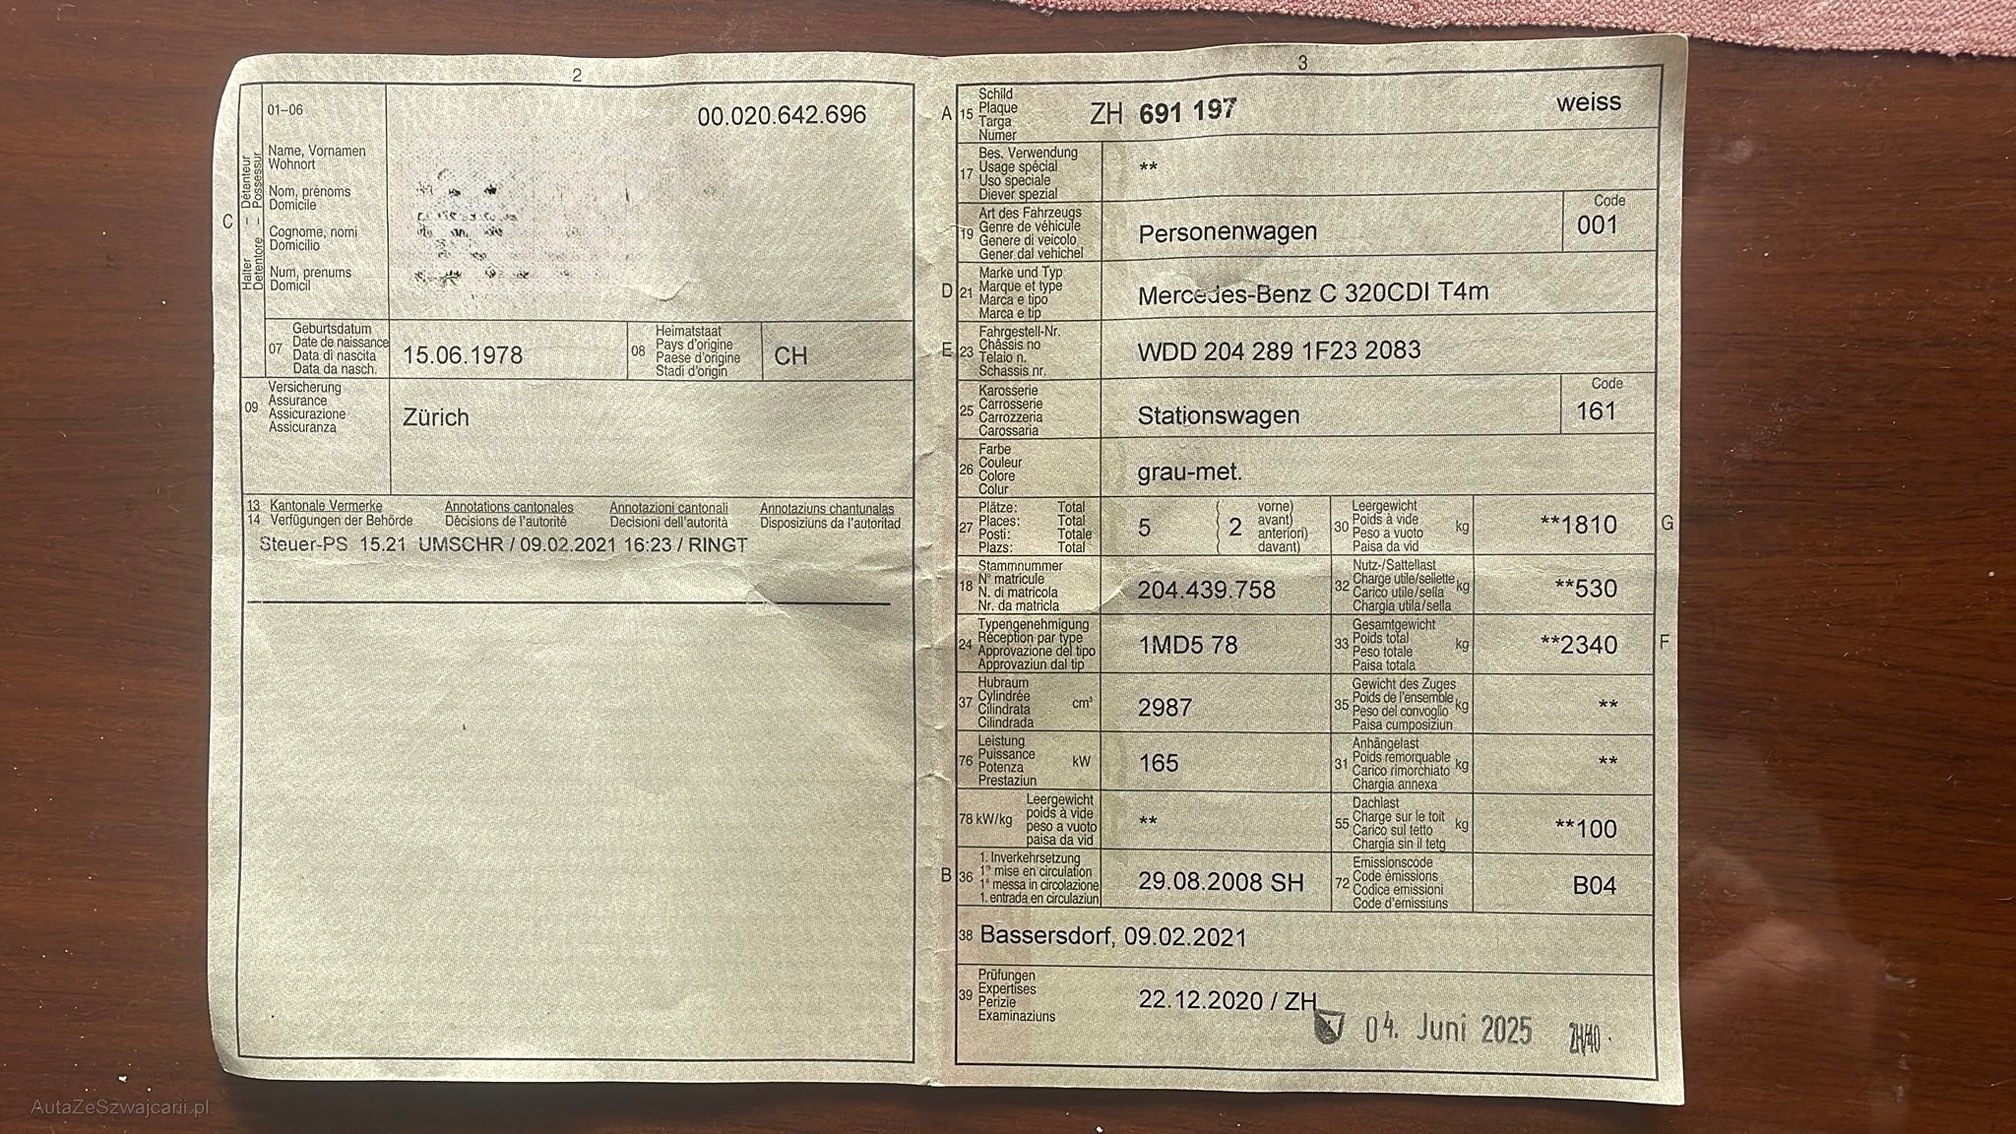 2
01–06
00.020.642.696
C
Halter – Détenteur
Detentore – Possessur
Name, Vornamen
Wohnort
Nom, prénoms
Domicile
Cognome, nomi
Domicilio
Num, prenums
Domicil
07
Geburtsdatum
Date de naissance
Data di nascita
Data da nasch.
15.06.1978
08
Heimatstaat
Pays d'origine
Paese d'origine
Stadi d'origin
CH
09
Versicherung
Assurance
Assicurazione
Assicuranza
Zürich
13 Kantonale Vermerke Annotations cantonales Annotazioni cantonali Annotaziuns chantunalas
14 Verfügungen der Behörde Décisions de l'autorité Decisioni dell'autorità Disposiziuns da l'autoritad
Steuer-PS 15.21 UMSCHR / 09.02.2021 16:23 / RINGT
3
A 15
Schild
Plaque
Targa
Numer
ZH 691 197 weiss
17
Bes. Verwendung
Usage spécial
Uso speciale
Diever spezial
**
19
Art des Fahrzeugs
Genre de véhicule
Genere di veicolo
Gener dal vehichel
Personenwagen
Code
001
D 21
Marke und Typ
Marque et type
Marca e tipo
Marca e tip
Mercedes-Benz C 320CDI T4m
E 23
Fahrgestell-Nr.
Châssis no
Telaio n.
Schassis nr.
WDD 204 289 1F23 2083
25
Karosserie
Carrosserie
Carrozzeria
Carossaria
Stationswagen
Code
161
26
Farbe
Couleur
Colore
Colur
grau-met.
27
Plätze: Total
Places: Total
Posti: Totale
Plazs: Total
5
( 2
vorne)
avant)
anteriori)
davant)
30
Leergewicht
Poids à vide
Peso a vuoto
Paisa da vid
kg
**1810
G
18
Stammnummer
N° matricule
N. di matricola
Nr. da matricla
204.439.758
32
Nutz-/Sattellast
Charge utile/sellette
Carico utile/sella
Chargia utila/sella
kg
**530
24
Typengenehmigung
Réception par type
Approvazione del tipo
Approvaziun dal tip
1MD5 78
33
Gesamtgewicht
Poids total
Peso totale
Paisa totala
kg
**2340
F
37
Hubraum
Cylindrée
Cilindrata
Cilindrada
cm³
2987
35
Gewicht des Zuges
Poids de l'ensemble
Peso del convoglio
Paisa cumposiziun
kg
**
76
Leistung
Puissance
Potenza
Prestaziun
kW
165
31
Anhängelast
Poids remorquable
Carico rimorchiato
Chargia annexa
kg
**
78 kW/kg
Leergewicht
poids à vide
peso a vuoto
paisa da vid
**
55
Dachlast
Charge sur le toit
Carico sul tetto
Chargia sin il tetg
kg
**100
B 36
1. Inverkehrsetzung
1re mise en circulation
1a messa in circolazione
1. entrada en circulaziun
29.08.2008 SH
72
Emissionscode
Code émissions
Codice emissioni
Code d'emissiuns
B04
38 Bassersdorf, 09.02.2021
39
Prüfungen
Expertises
Perizie
Examinaziuns
22.12.2020 / ZH
04. Juni 2025 ZH/40
AutaZeSzwajcarii.pl